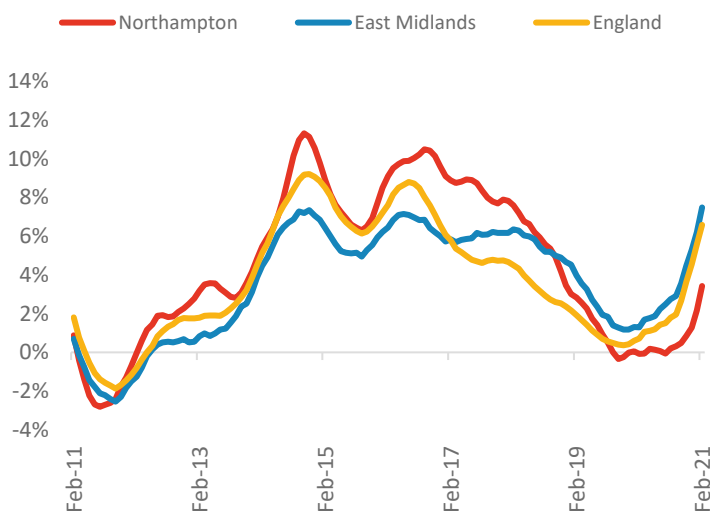 Northampton East Midlands England
14%
12%
10%
8%
6%
4%
2%
0%
-2%
-4%
Feb-11
Feb-13
Feb-15
Feb-17
Feb-19
Feb-21